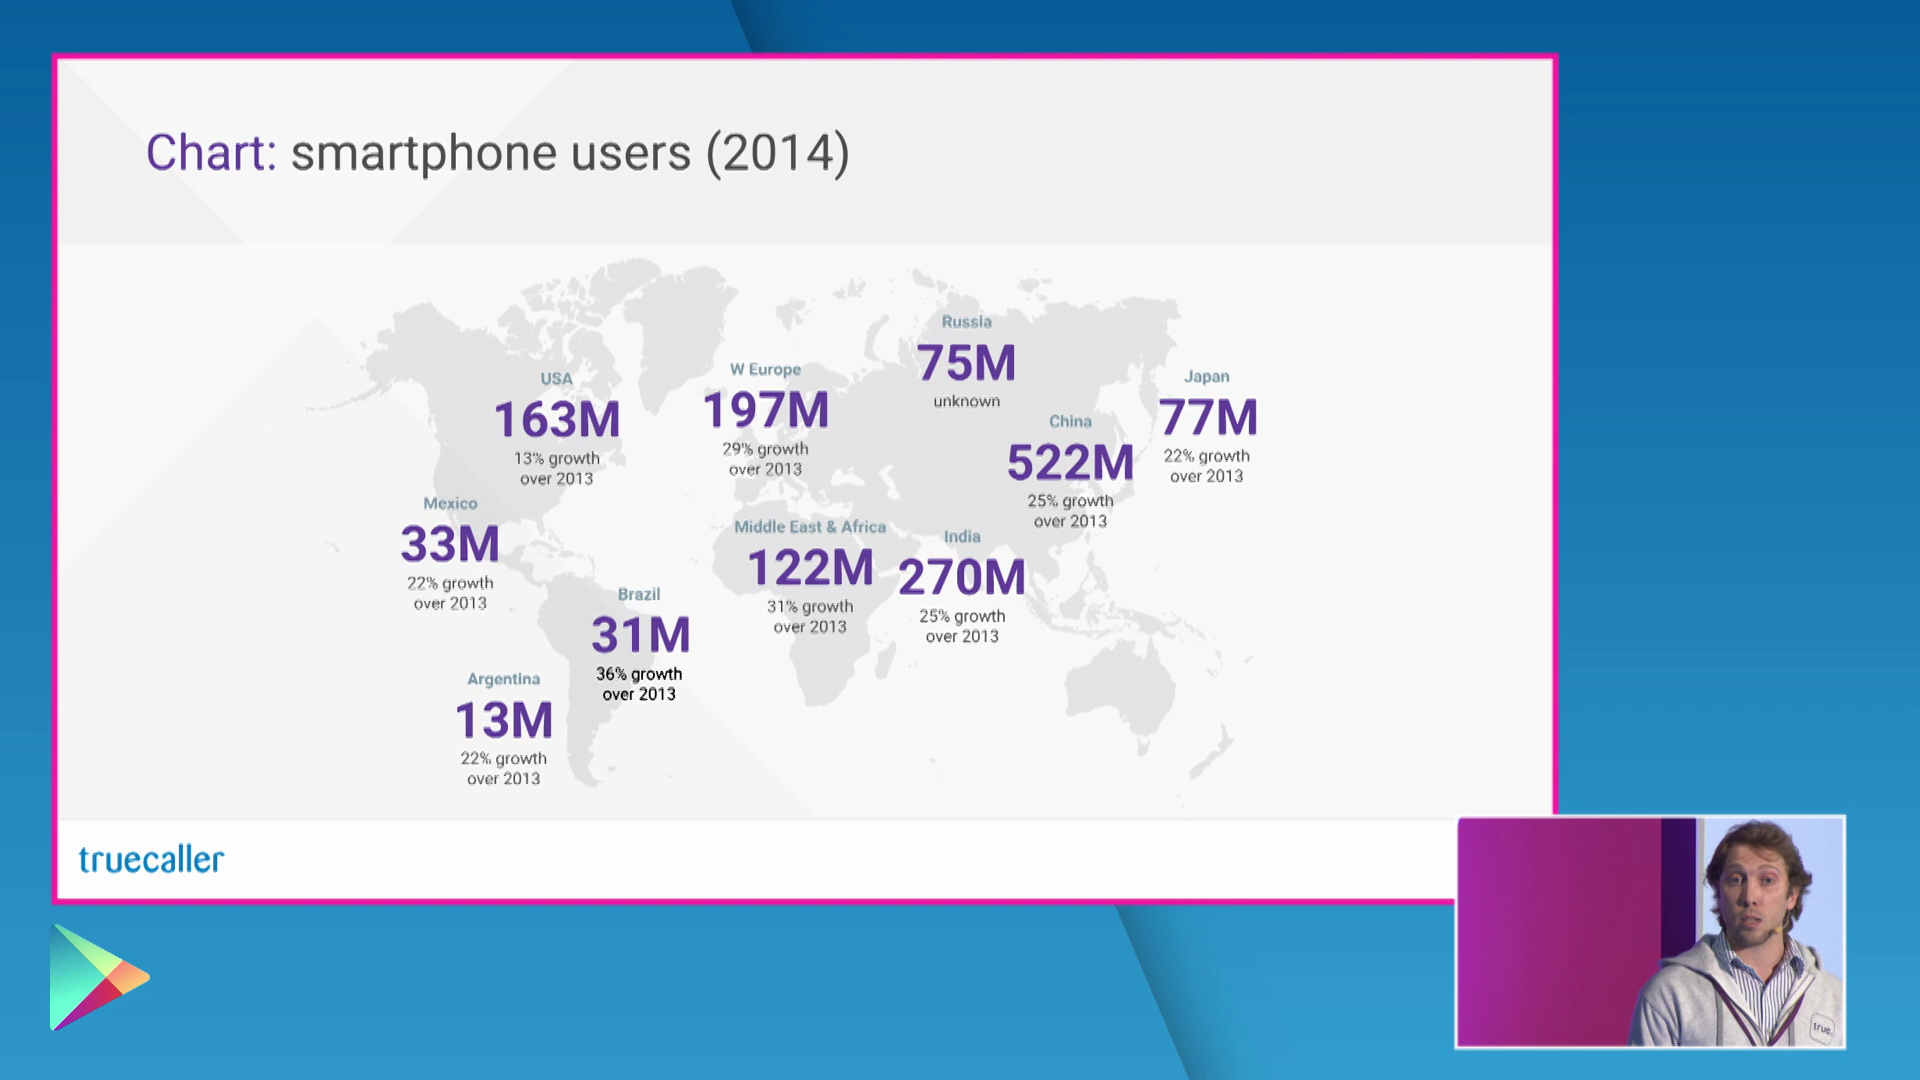 Chart: smartphone users (2014)
Russia
75M
unknown
W Europe
197M
29% growth
over 2013
Japan
77M
22% growth
over 2013
USA
163M
13% growth
over 2013
China
522M
25% growth
over 2013
Mexico
33M
22% growth
over 2013
Middle East & Africa
122M
31% growth
over 2013
India
270M
25% growth
over 2013
Brazil
31M
36% growth
over 2013
Argentina
13M
22% growth
over 2013
truecaller
true